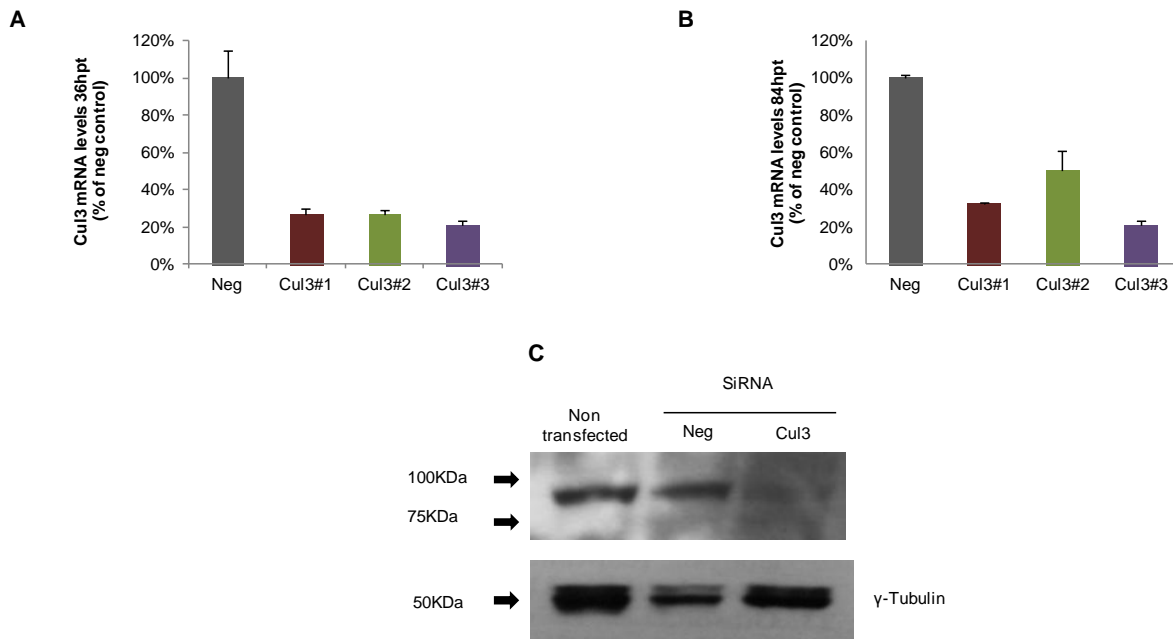 A
Cul3 mRNA levels 36hpt
(% of neg control)
120%
100%
80%
60%
40%
20%
0%
Neg
Cul3#1
Cul3#2
Cul3#3
B
Cul3 mRNA levels 84hpt
(% of neg control)
120%
100%
80%
60%
40%
20%
0%
Neg
Cul3#1
Cul3#2
Cul3#3
C
SiRNA
Non
transfected
Neg
Cul3
100KDa
75KDa
50KDa
γ-Tubulin